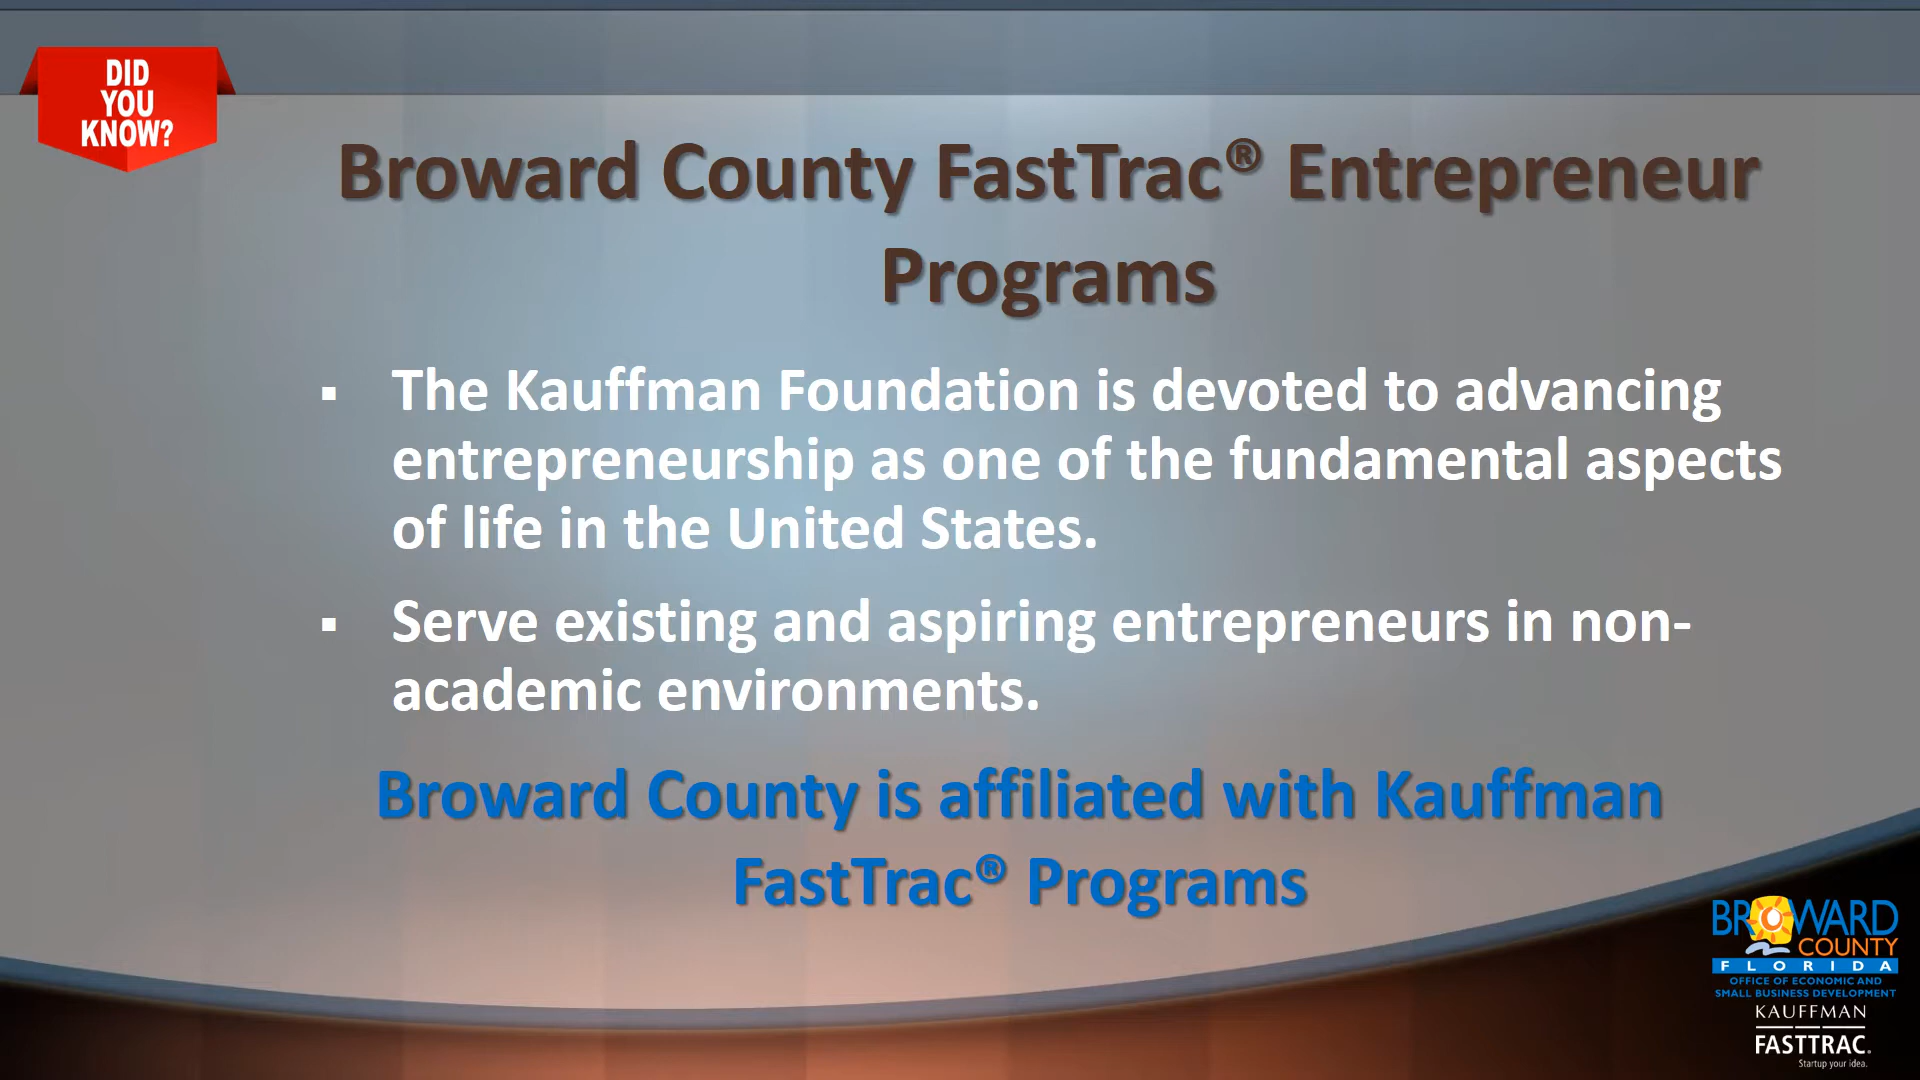 DID
YOU
KNOW?
Broward County FastTrac® Entrepreneur
Programs
▪ The Kauffman Foundation is devoted to advancing
entrepreneurship as one of the fundamental aspects
of life in the United States.
▪ Serve existing and aspiring entrepreneurs in non-
academic environments.
Broward County is affiliated with Kauffman
FastTrac® Programs
BROWARD
COUNTY
FLORIDA
OFFICE OF ECONOMIC AND
SMALL BUSINESS DEVELOPMENT
KAUFFMAN
FASTTRAC®
Startup your idea.